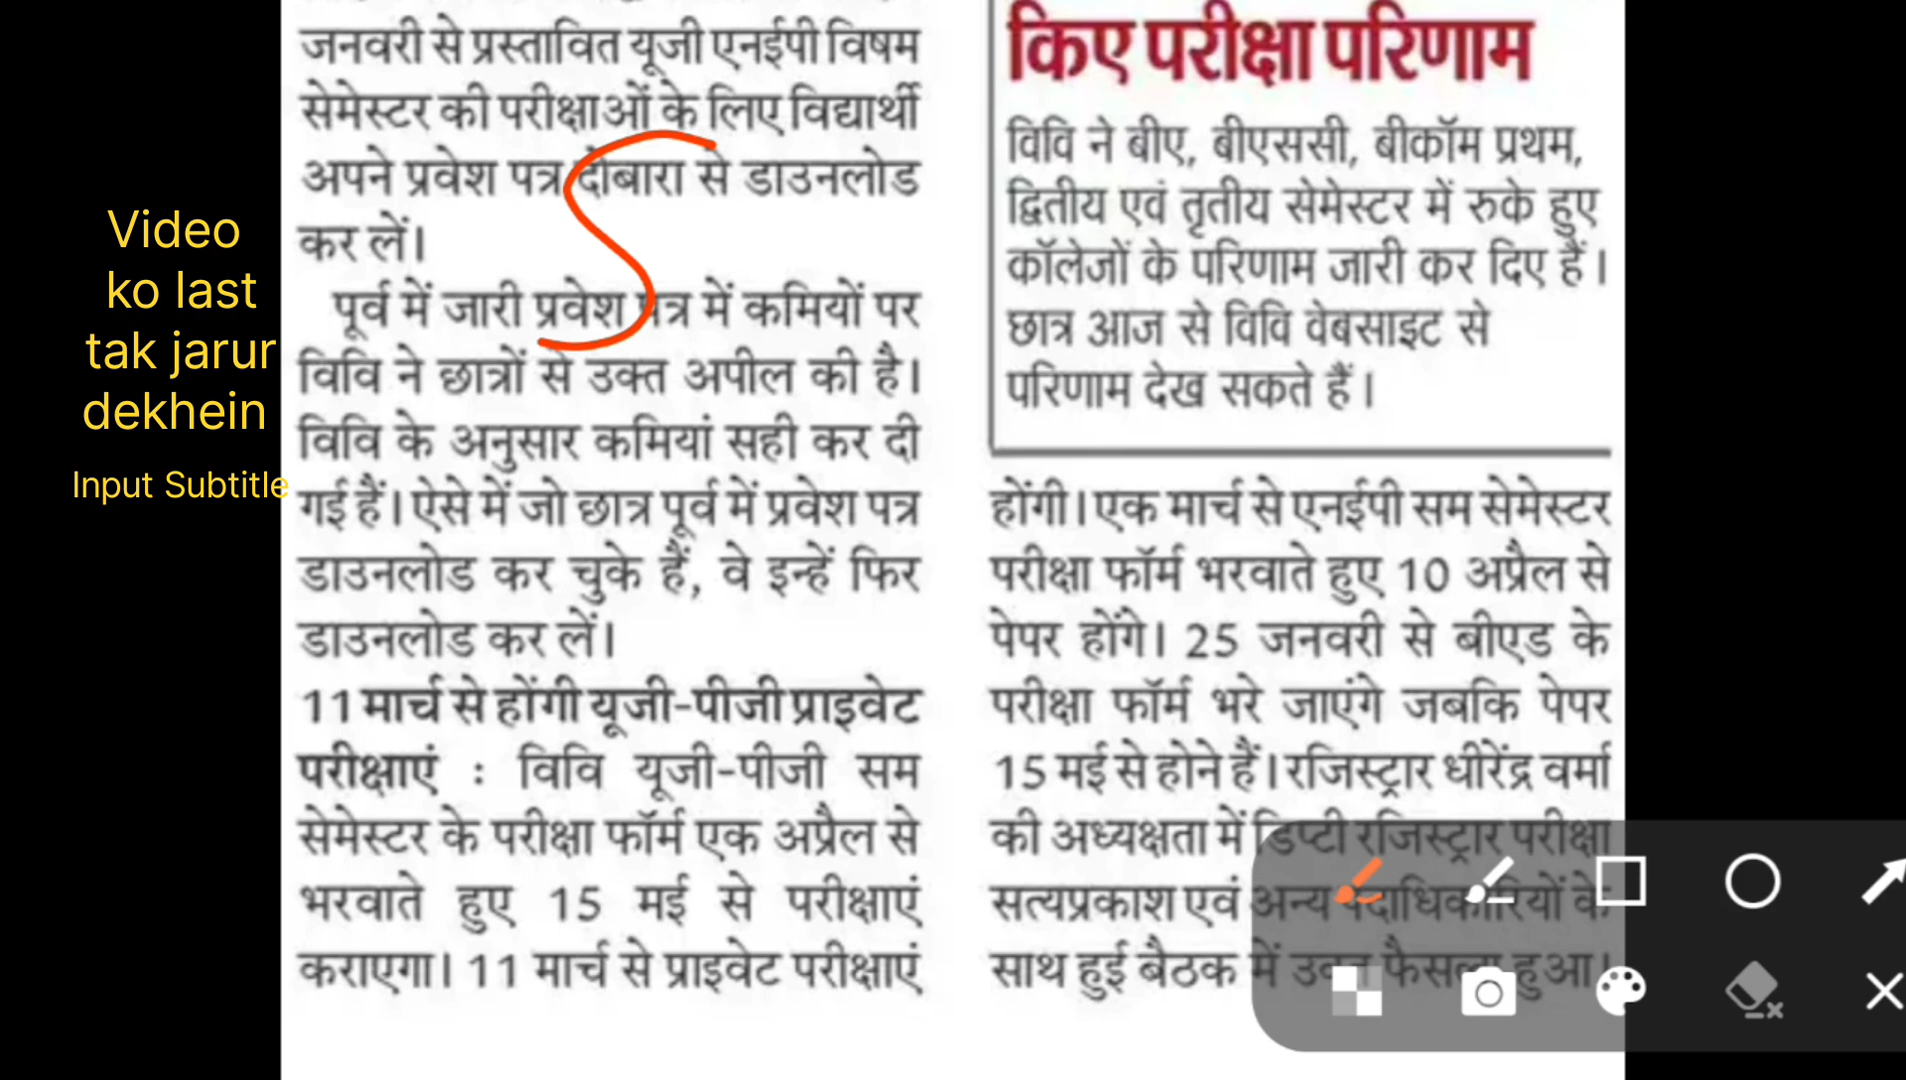 Video
ko last
tak jarur
dekhein
Input Subtitle
जनवरी से प्रस्तावित यूजी एनईपी विषम
सेमेस्टर की परीक्षाओं के लिए विद्यार्थी
अपने प्रवेश पत्र दोबारा से डाउनलोड
कर लें।
पूर्व में जारी प्रवेश पत्र में कमियों पर
विवि ने छात्रों से उक्त अपील की है।
विवि के अनुसार कमियां सही कर दी
गई हैं। ऐसे में जो छात्र पूर्व में प्रवेश पत्र
डाउनलोड कर चुके हैं, वे इन्हें फिर
डाउनलोड कर लें।
11 मार्च से होंगी यूजी-पीजी प्राइवेट
परीक्षाएं : विवि यूजी-पीजी सम
सेमेस्टर के परीक्षा फॉर्म एक अप्रैल से
भरवाते हुए 15 मई से परीक्षाएं
कराएगा। 11 मार्च से प्राइवेट परीक्षाएं
किए परीक्षा परिणाम
विवि ने बीए, बीएससी, बीकॉम प्रथम,
द्वितीय एवं तृतीय सेमेस्टर में रुके हुए
कॉलेजों के परिणाम जारी कर दिए हैं।
छात्र आज से विवि वेबसाइट से
परिणाम देख सकते हैं।
होंगी। एक मार्च से एनईपी सम सेमेस्टर
परीक्षा फॉर्म भरवाते हुए 10 अप्रैल से
पेपर होंगे। 25 जनवरी से बीएड के
परीक्षा फॉर्म भरे जाएंगे जबकि पेपर
15 मई से होने हैं। रजिस्ट्रार धीरेंद्र वर्मा
की अध्यक्षता में डिप्टी रजिस्ट्रार परीक्षा
सत्यप्रकाश एवं अन्य पदाधिकारियों के
साथ हुई बैठक में उक्त फैसला हुआ।